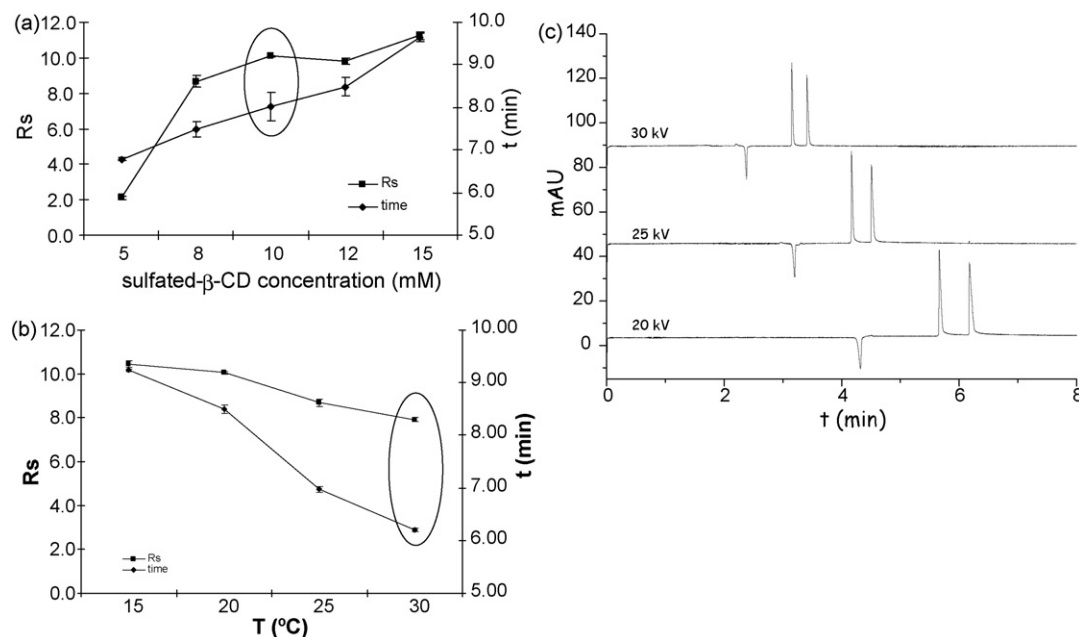 (a)
12.0
10.0
8.0
6.0
4.0
2.0
0.0
Rs
10.0
9.0
8.0
7.0
6.0
5.0
t (min)
Rs
time
5 8 10 12 15
sulfated-β-CD concentration (mM)
(b)
12.0
10.0
8.0
6.0
4.0
2.0
0.0
Rs
10.00
9.00
8.00
7.00
6.00
5.00
t (min)
Rs
time
15 20 25 30
T (ºC)
(c)
140
120
100
80
60
40
20
0
mAU
30 kV
25 kV
20 kV
0 2 4 6 8
t (min)